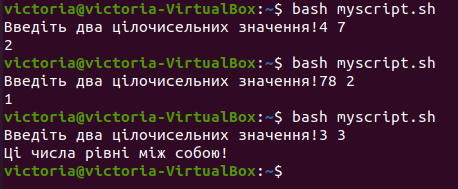 victoria@victoria-VirtualBox:~$ bash myscript.sh
Введіть два цілочисельних значення!4 7
2
victoria@victoria-VirtualBox:~$ bash myscript.sh
Введіть два цілочисельних значення!78 2
1
victoria@victoria-VirtualBox:~$ bash myscript.sh
Введіть два цілочисельних значення!3 3
Ці числа рівні між собою!
victoria@victoria-VirtualBox:~$